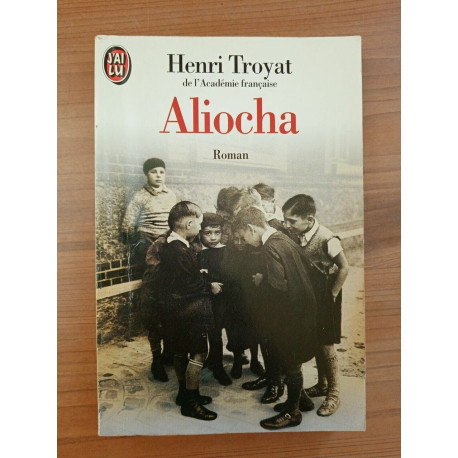 J'AI
LU
Henri Troyat
de l'Académie française
Aliocha
Roman